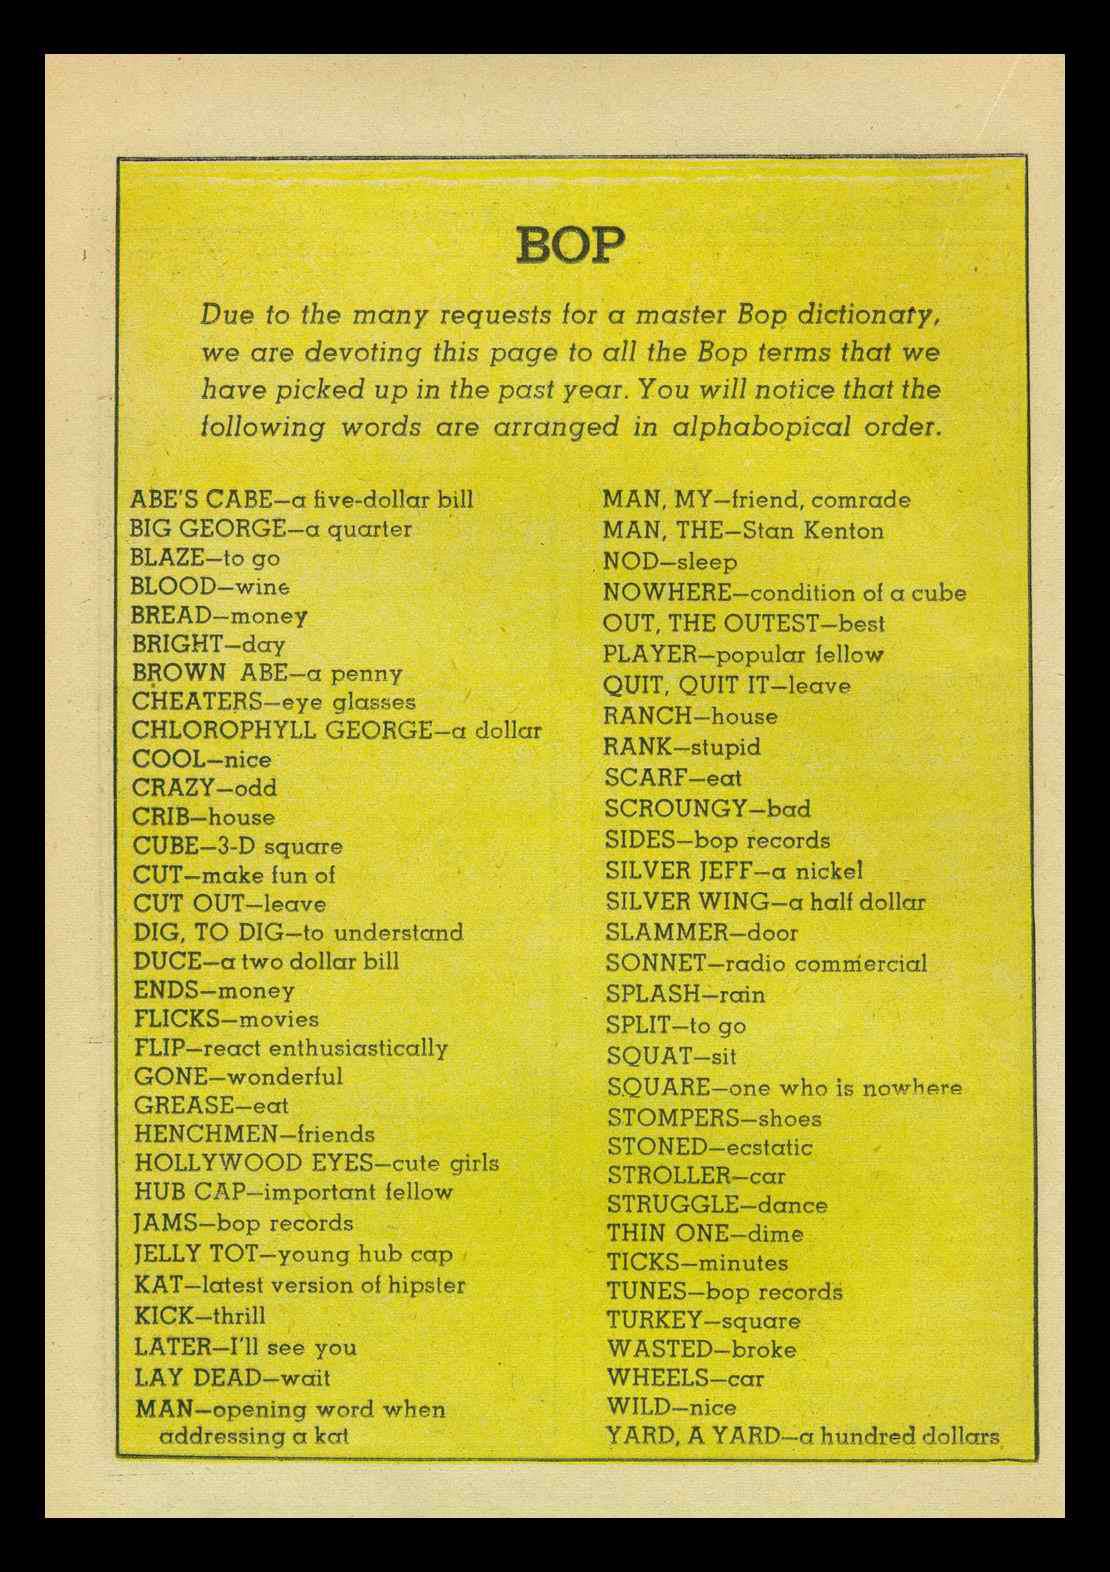 BOP
Due to the many requests for a master Bop dictionaty,
we are devoting this page to all the Bop terms that we
have picked up in the past year. You will notice that the
following words are arranged in alphabopical order.
ABE'S CABE—a five-dollar bill
BIG GEORGE—a quarter
BLAZE—to go
BLOOD—wine
BREAD—money
BRIGHT—day
BROWN ABE—a penny
CHEATERS—eye glasses
CHLOROPHYLL GEORGE—a dollar
COOL—nice
CRAZY—odd
CRIB—house
CUBE—3-D square
CUT—make fun of
CUT OUT—leave
DIG, TO DIG—to understand
DUCE—a two dollar bill
ENDS—money
FLICKS—movies
FLIP—react enthusiastically
GONE—wonderful
GREASE—eat
HENCHMEN—friends
HOLLYWOOD EYES—cute girls
HUB CAP—important fellow
JAMS—bop records
JELLY TOT—young hub cap
KAT—latest version of hipster
KICK—thrill
LATER—I'll see you
LAY DEAD—wait
MAN—opening word when
addressing a kat
MAN, MY—friend, comrade
MAN, THE—Stan Kenton
NOD—sleep
NOWHERE—condition of a cube
OUT, THE OUTEST—best
PLAYER—popular fellow
QUIT, QUIT IT—leave
RANCH—house
RANK—stupid
SCARF—eat
SCROUNGY—bad
SIDES—bop records
SILVER JEFF—a nickel
SILVER WING—a half dollar
SLAMMER—door
SONNET—radio commercial
SPLASH—rain
SPLIT—to go
SQUAT—sit
SQUARE—one who is nowhere
STOMPERS—shoes
STONED—ecstatic
STROLLER—car
STRUGGLE—dance
THIN ONE—dime
TICKS—minutes
TUNES—bop records
TURKEY—square
WASTED—broke
WHEELS—car
WILD—nice
YARD, A YARD—a hundred dollars